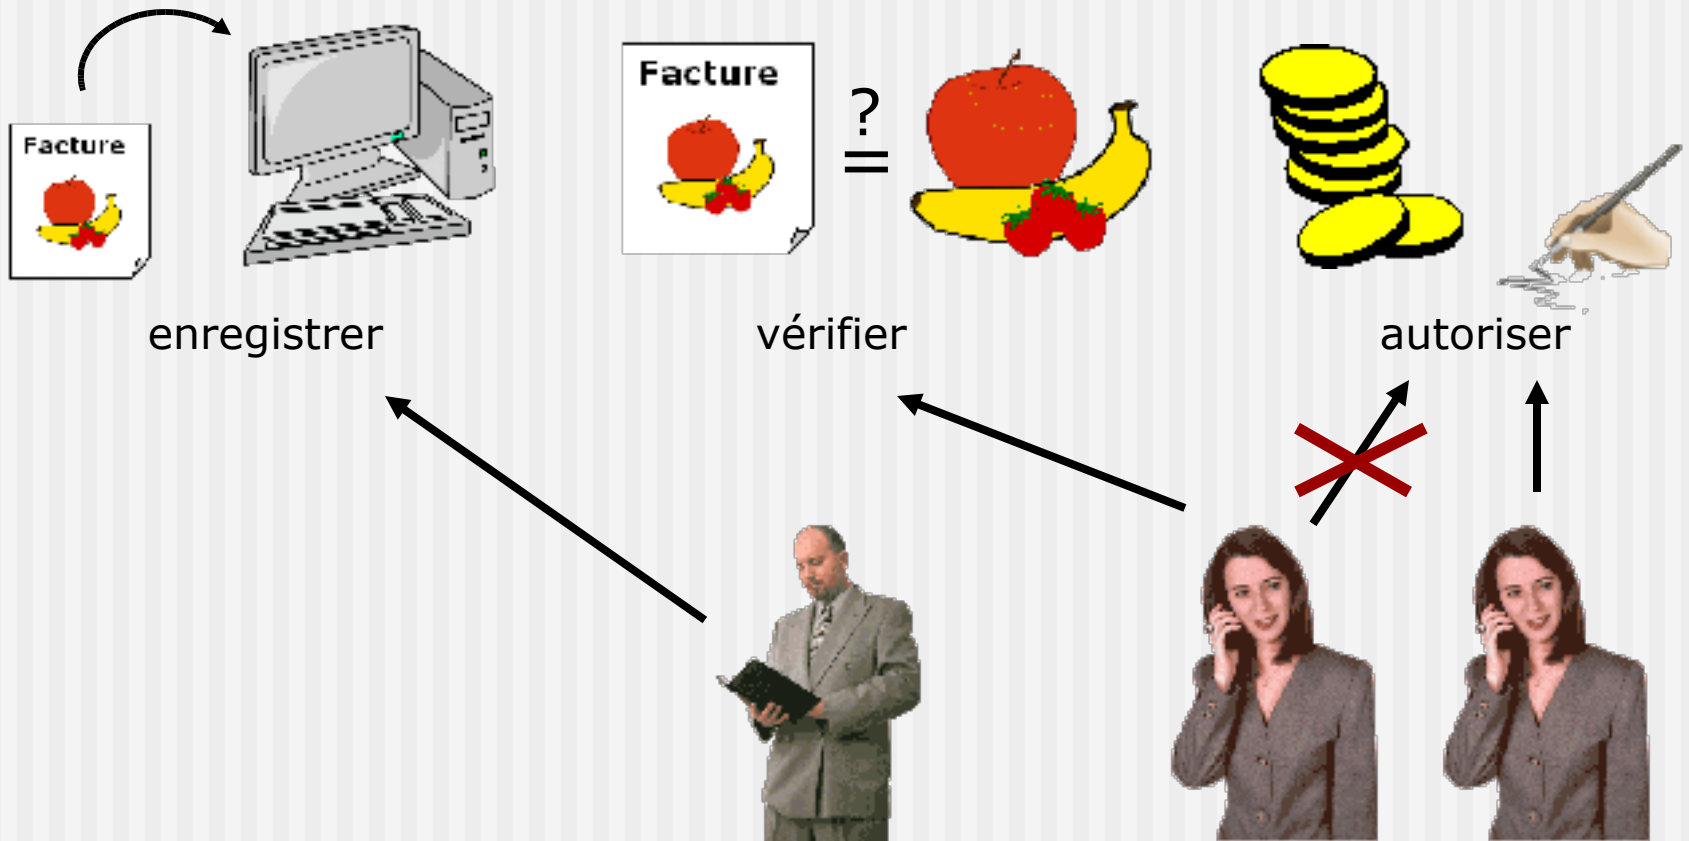 Facture
Facture
?
=
enregistrer
vérifier
autoriser